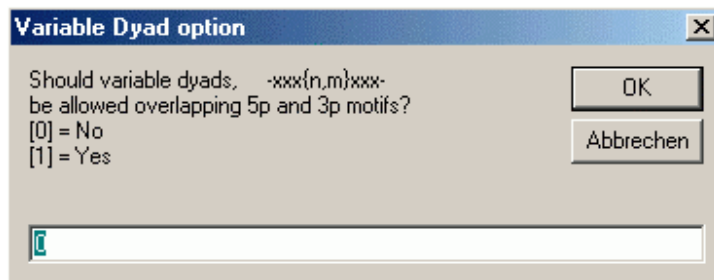 Variable Dyad option
Should variable dyads, -xxx{n,m}xxx-
be allowed overlapping 5p and 3p motifs?
[0] = No
[1] = Yes
OK
Abbrechen
0